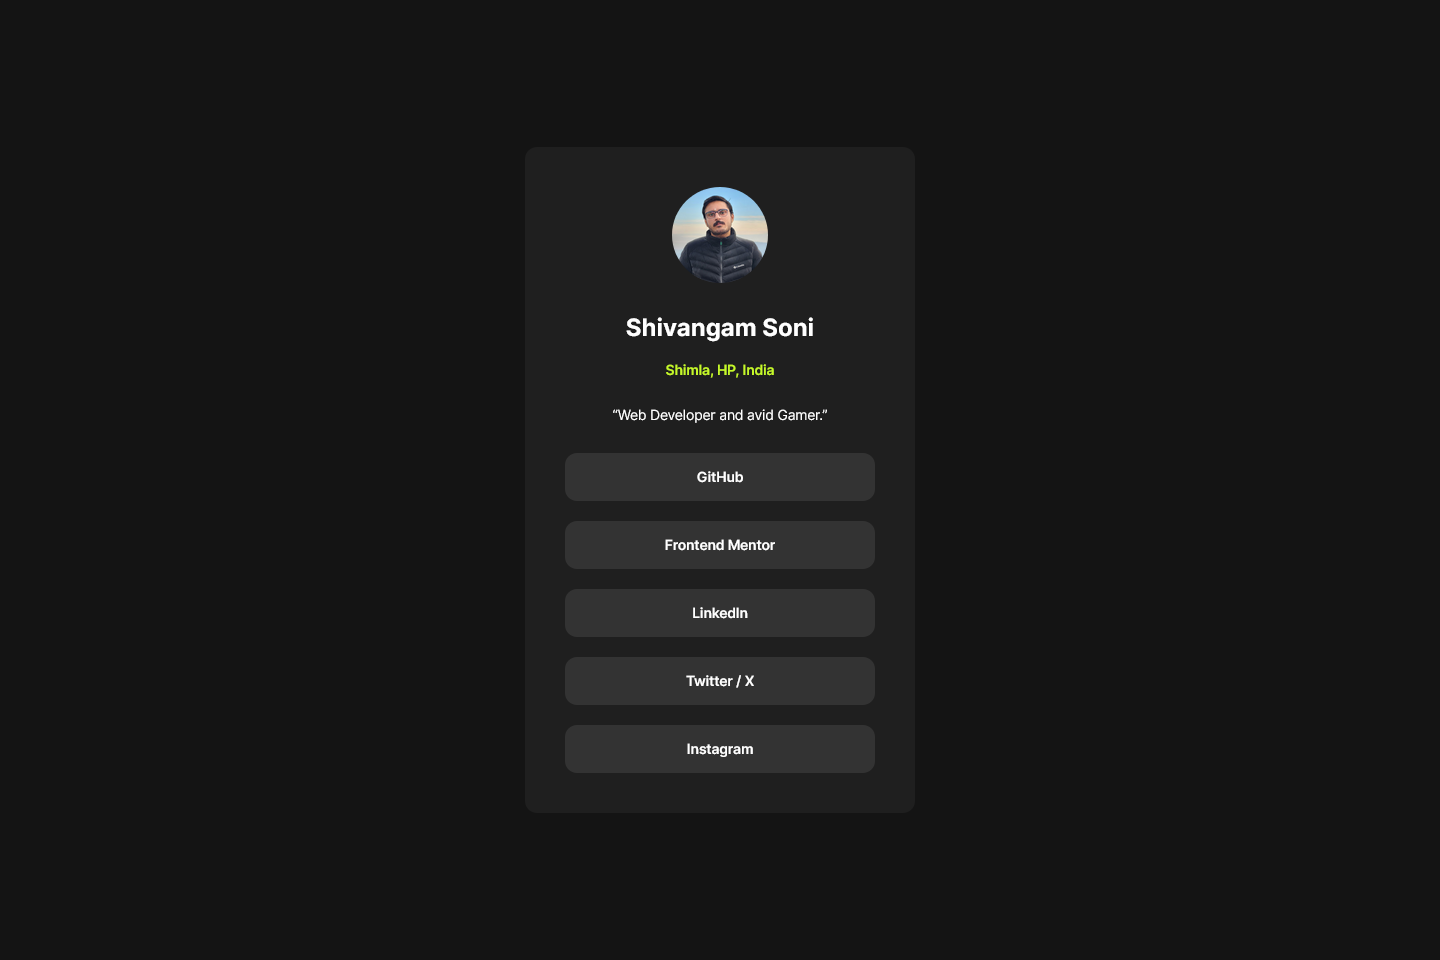 Shivangam Soni
Shimla, HP, India
“Web Developer and avid Gamer.”
GitHub
Frontend Mentor
LinkedIn
Twitter / X
Instagram